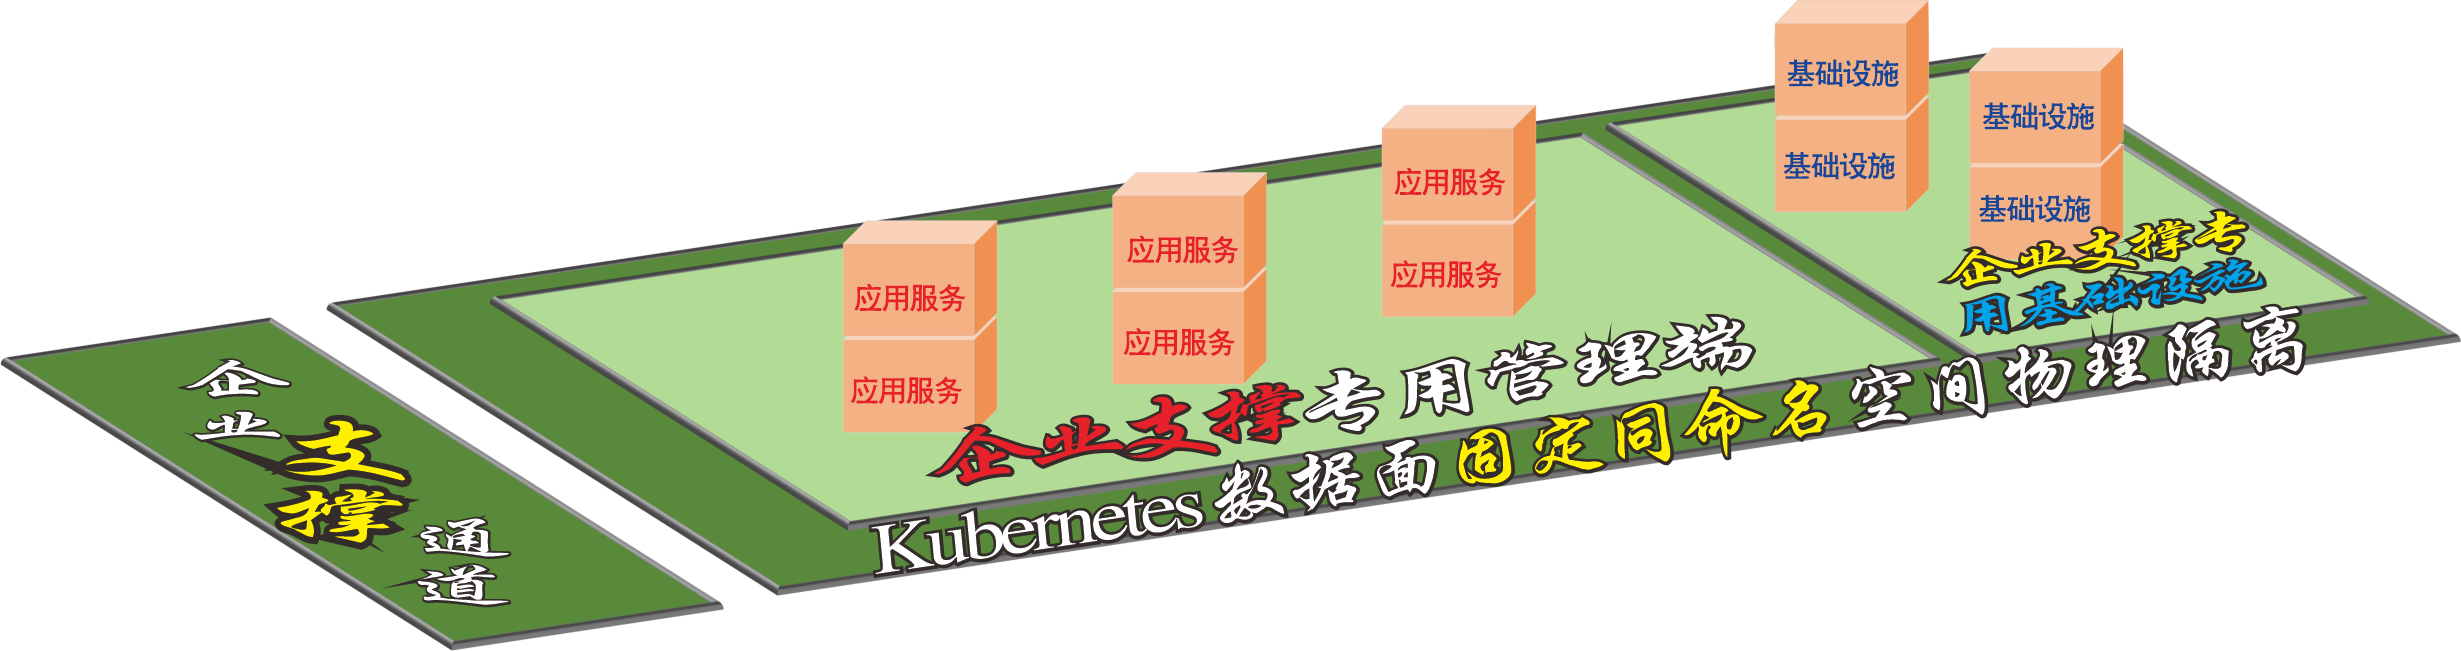 基础设施
基础设施
基础设施
基础设施
应用服务
应用服务
应用服务
应用服务
应用服务
应用服务
企业支撑专
用基础设施
企业支撑专用管理端
Kubernetes数据面固定同命名空间物理隔离
企业支撑通道